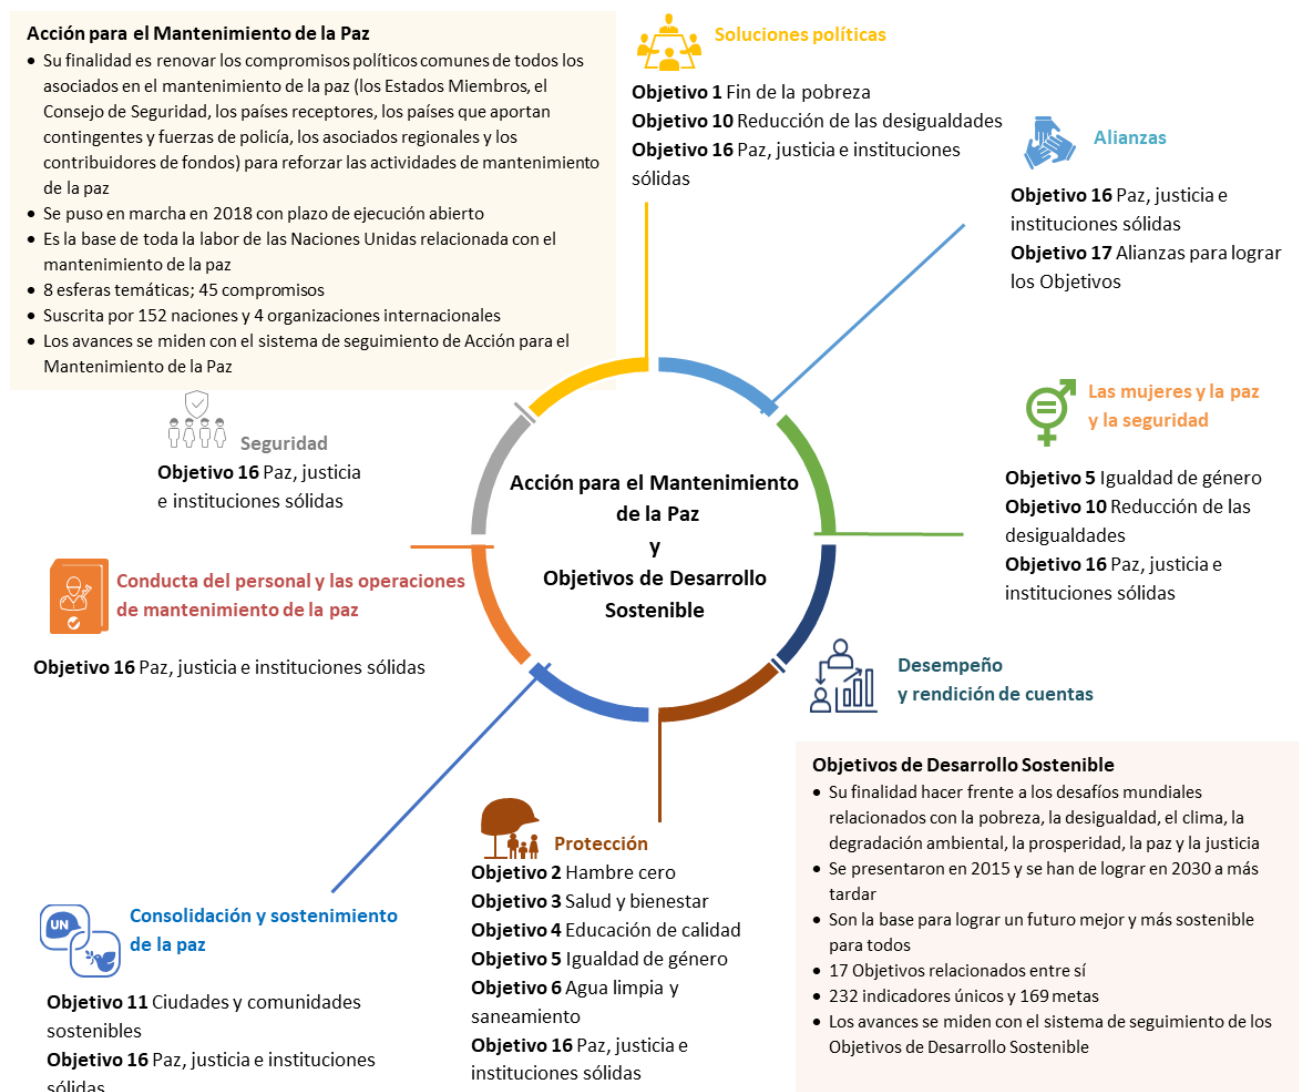 Acción para el Mantenimiento de la Paz
• Su finalidad es renovar los compromisos políticos comunes de todos los
asociados en el mantenimiento de la paz (los Estados Miembros, el
Consejo de Seguridad, los países receptores, los países que aportan
contingentes y fuerzas de policía, los asociados regionales y los
contribuidores de fondos) para reforzar las actividades de mantenimiento
de la paz
• Se puso en marcha en 2018 con plazo de ejecución abierto
• Es la base de toda la labor de las Naciones Unidas relacionada con el
mantenimiento de la paz
• 8 esferas temáticas; 45 compromisos
• Suscrita por 152 naciones y 4 organizaciones internacionales
• Los avances se miden con el sistema de seguimiento de Acción para el
Mantenimiento de la Paz
Soluciones políticas
Objetivo 1 Fin de la pobreza
Objetivo 10 Reducción de las desigualdades
Objetivo 16 Paz, justicia e instituciones
sólidas
Alianzas
Objetivo 16 Paz, justicia e
instituciones sólidas
Objetivo 17 Alianzas para lograr
los Objetivos
Las mujeres y la paz
y la seguridad
Objetivo 5 Igualdad de género
Objetivo 10 Reducción de las
desigualdades
Objetivo 16 Paz, justicia e
instituciones sólidas
Seguridad
Objetivo 16 Paz, justicia
e instituciones sólidas
Acción para el Mantenimiento
de la Paz
y
Objetivos de Desarrollo
Sostenible
Conducta del personal y las operaciones
de mantenimiento de la paz
Objetivo 16 Paz, justicia e instituciones sólidas
Desempeño
y rendición de cuentas
Objetivos de Desarrollo Sostenible
• Su finalidad hacer frente a los desafíos mundiales
relacionados con la pobreza, la desigualdad, el clima, la
degradación ambiental, la prosperidad, la paz y la justicia
• Se presentaron en 2015 y se han de lograr en 2030 a más
tardar
• Son la base para lograr un futuro mejor y más sostenible
para todos
• 17 Objetivos relacionados entre sí
• 232 indicadores únicos y 169 metas
• Los avances se miden con el sistema de seguimiento de los
Objetivos de Desarrollo Sostenible
Protección
Objetivo 2 Hambre cero
Objetivo 3 Salud y bienestar
Objetivo 4 Educación de calidad
Objetivo 5 Igualdad de género
Objetivo 6 Agua limpia y
saneamiento
Objetivo 16 Paz, justicia e
instituciones sólidas
UN
Consolidación y sostenimiento
de la paz
Objetivo 11 Ciudades y comunidades
sostenibles
Objetivo 16 Paz, justicia e instituciones
sólidas